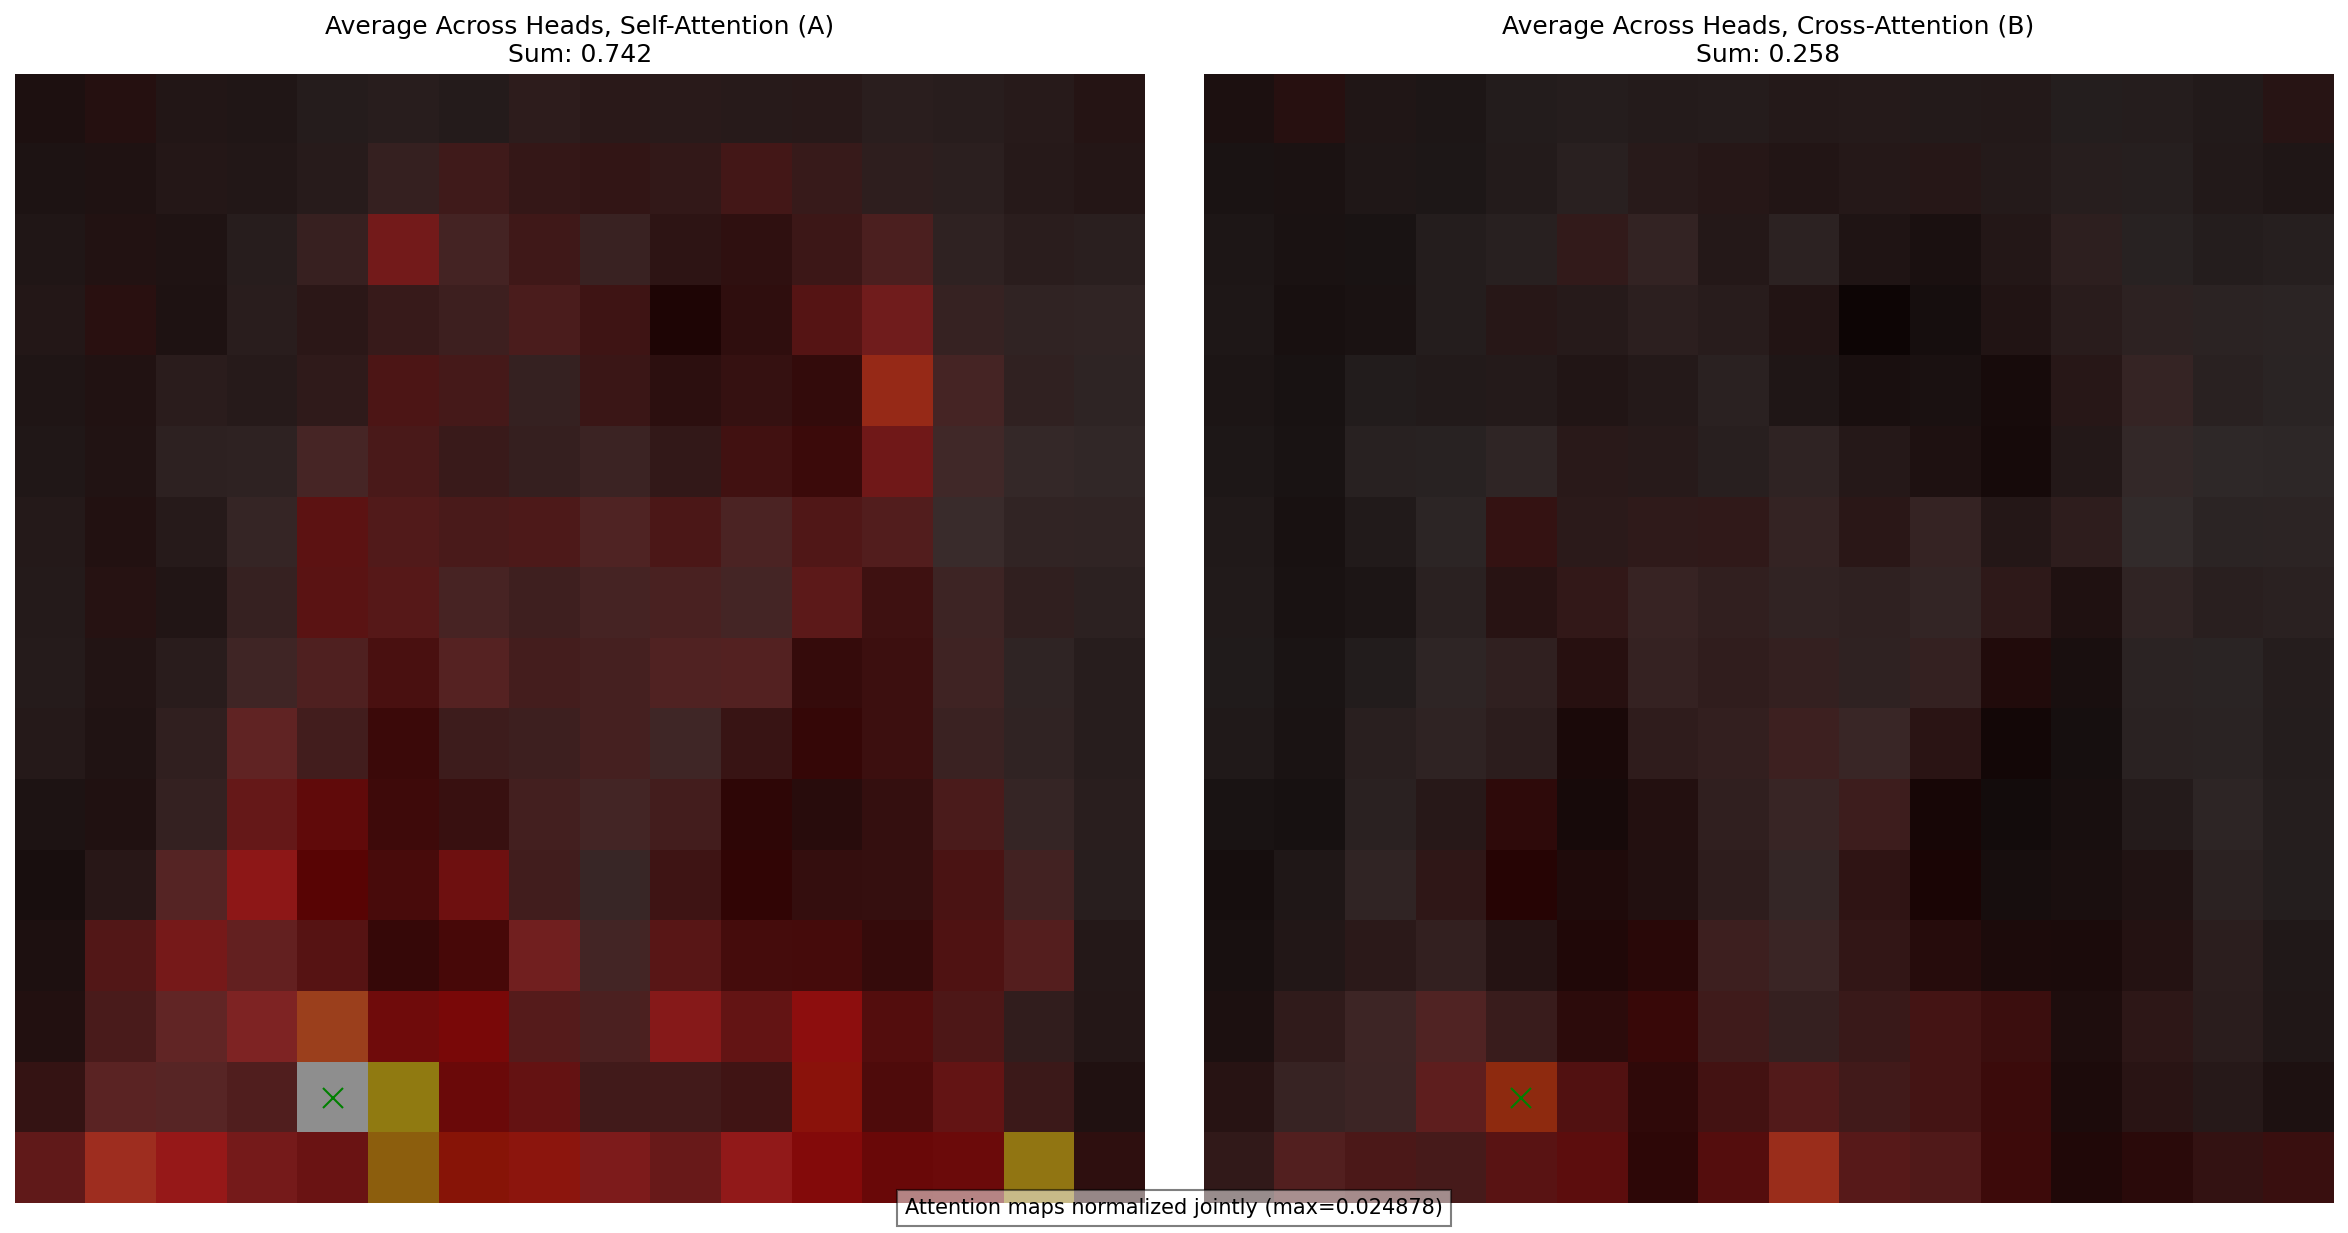 Average Across Heads, Self-Attention (A)
Sum: 0.742
Average Across Heads, Cross-Attention (B)
Sum: 0.258
Attention maps normalized jointly (max=0.024878)